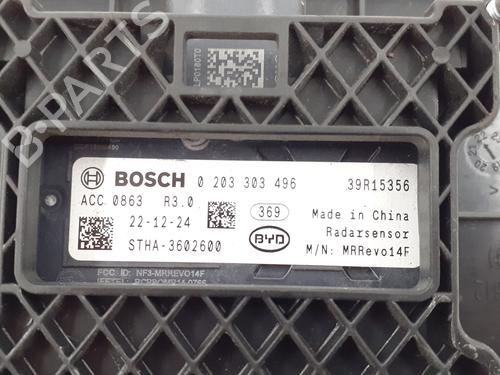 LP0180T0
BOSCH 0 203 303 496 39R15356
ACC 0863 R3.0
22-12-24 369 Made in China
BYD Radarsensor
STHA-3602600 M/N: MRRevo14F
FCC ID: NF3-MRREVO14F
B-PARTS